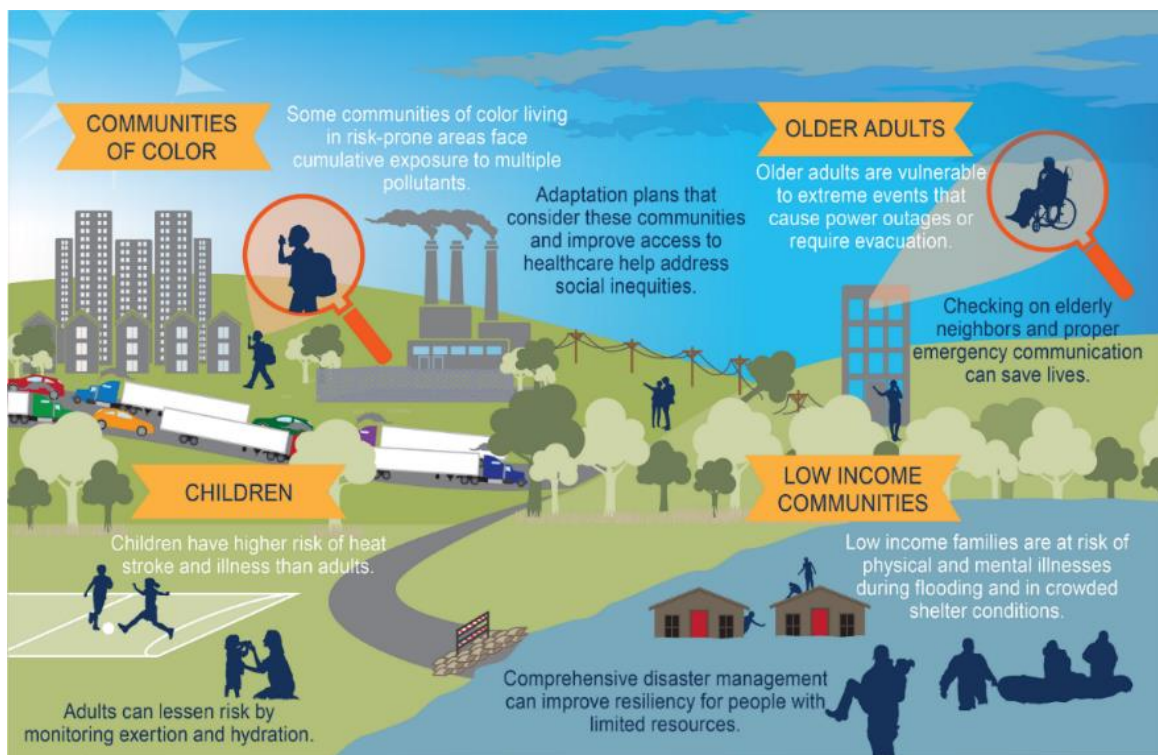 COMMUNITIES
OF COLOR
Some communities of color living
in risk-prone areas face
cumulative exposure to multiple
pollutants.
Adaptation plans that
consider these communities
and improve access to
healthcare help address
social inequities.
OLDER ADULTS
Older adults are vulnerable
to extreme events that
cause power outages or
require evacuation.
Checking on elderly
neighbors and proper
emergency communication
can save lives.
CHILDREN
Children have higher risk of heat
stroke and illness than adults.
Adults can lessen risk by
monitoring exertion and hydration.
LOW INCOME
COMMUNITIES
Low income families are at risk of
physical and mental illnesses
during flooding and in crowded
shelter conditions.
Comprehensive disaster management
can improve resiliency for people with
limited resources.